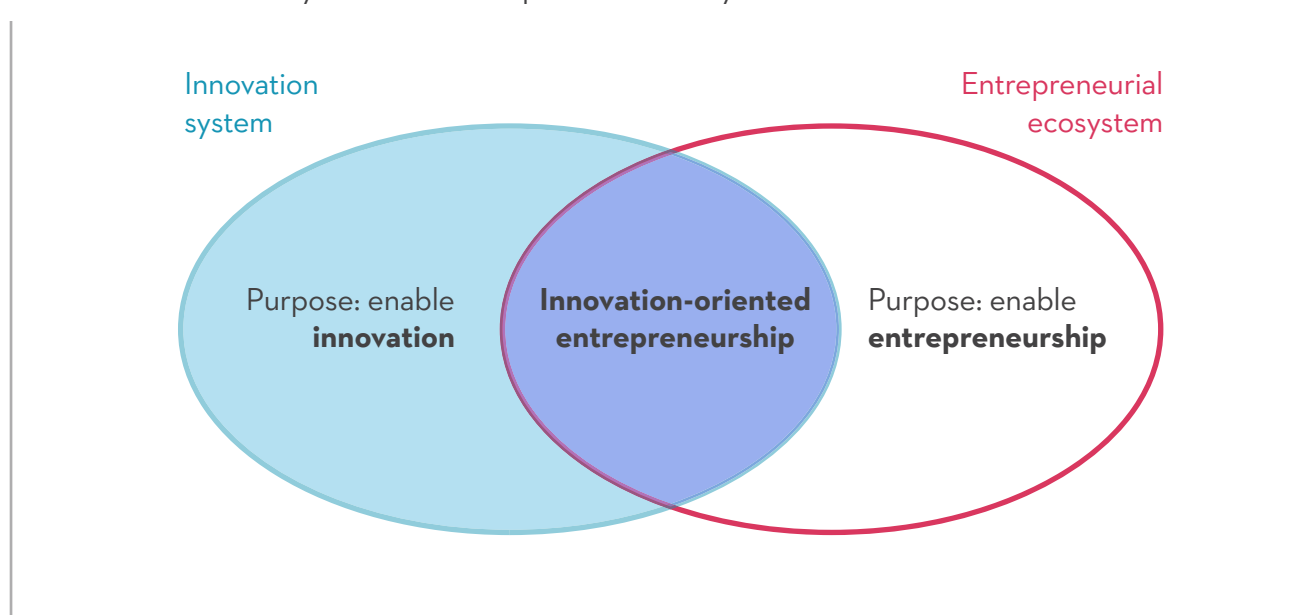 Innovation
system
Entrepreneurial
ecosystem
Purpose: enable
innovation
Innovation-oriented
entrepreneurship
Purpose: enable
entrepreneurship